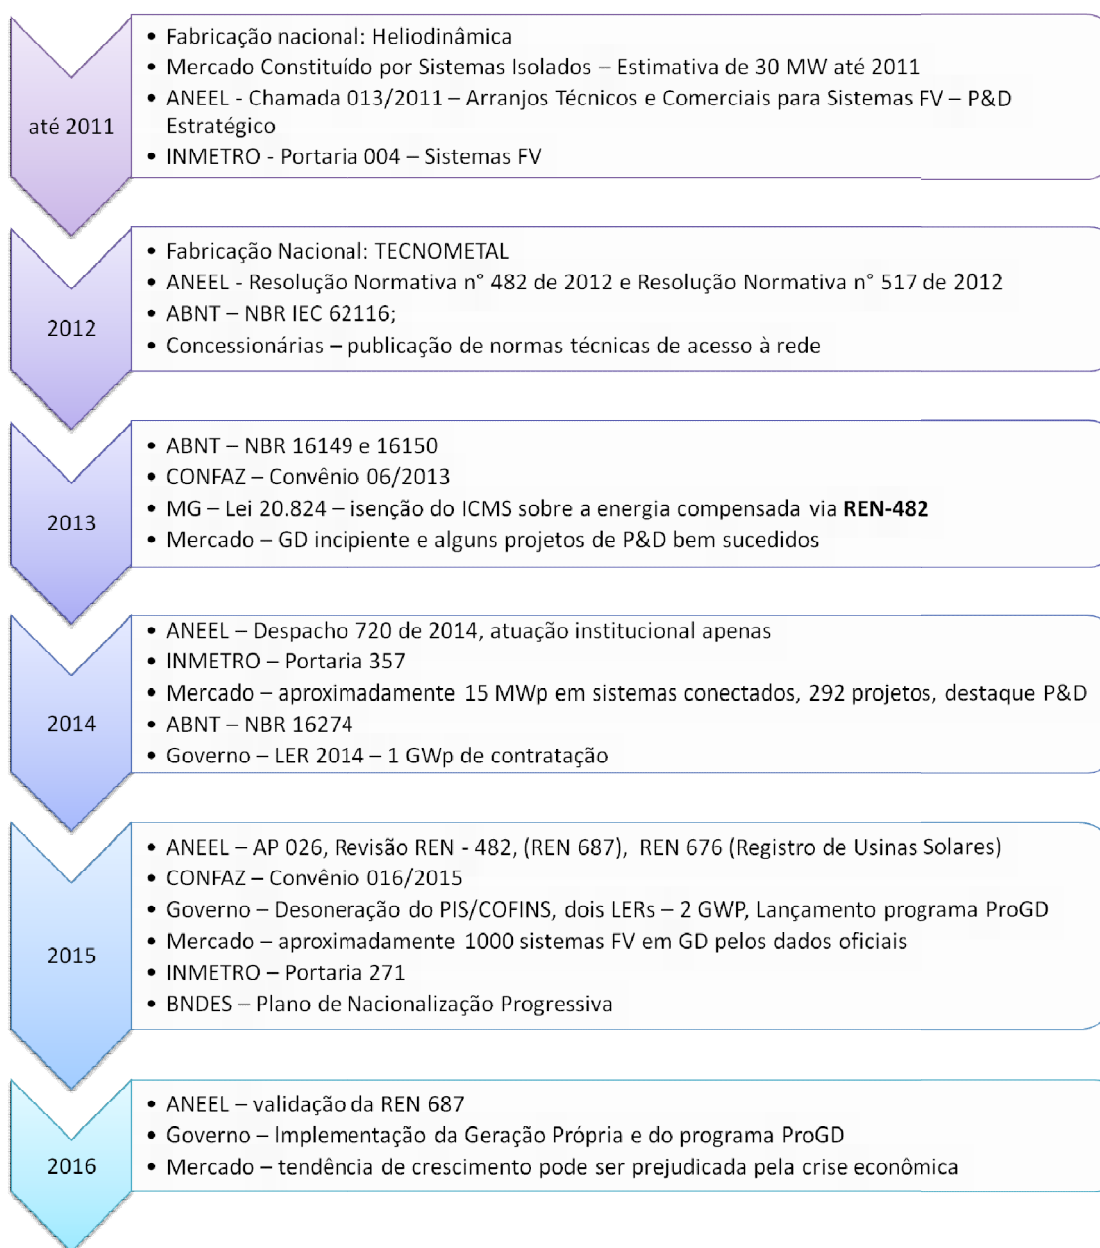 até 2011
• Fabricação nacional: Heliodinâmica
• Mercado Constituído por Sistemas Isolados – Estimativa de 30 MW até 2011
• ANEEL - Chamada 013/2011 – Arranjos Técnicos e Comerciais para Sistemas FV – P&D
Estratégico
• INMETRO - Portaria 004 – Sistemas FV
2012
• Fabricação Nacional: TECNOMETAL
• ANEEL - Resolução Normativa n° 482 de 2012 e Resolução Normativa n° 517 de 2012
• ABNT – NBR IEC 62116;
• Concessionárias – publicação de normas técnicas de acesso à rede
2013
• ABNT – NBR 16149 e 16150
• CONFAZ – Convênio 06/2013
• MG – Lei 20.824 – isenção do ICMS sobre a energia compensada via REN-482
• Mercado – GD incipiente e alguns projetos de P&D bem sucedidos
2014
• ANEEL – Despacho 720 de 2014, atuação institucional apenas
• INMETRO – Portaria 357
• Mercado – aproximadamente 15 MWp em sistemas conectados, 292 projetos, destaque P&D
• ABNT – NBR 16274
• Governo – LER 2014 – 1 GWp de contratação
2015
• ANEEL – AP 026, Revisão REN - 482, (REN 687), REN 676 (Registro de Usinas Solares)
• CONFAZ – Convênio 016/2015
• Governo – Desoneração do PIS/COFINS, dois LERs – 2 GWP, Lançamento programa ProGD
• Mercado – aproximadamente 1000 sistemas FV em GD pelos dados oficiais
• INMETRO – Portaria 271
• BNDES – Plano de Nacionalização Progressiva
2016
• ANEEL – validação da REN 687
• Governo – Implementação da Geração Própria e do programa ProGD
• Mercado – tendência de crescimento pode ser prejudicada pela crise econômica